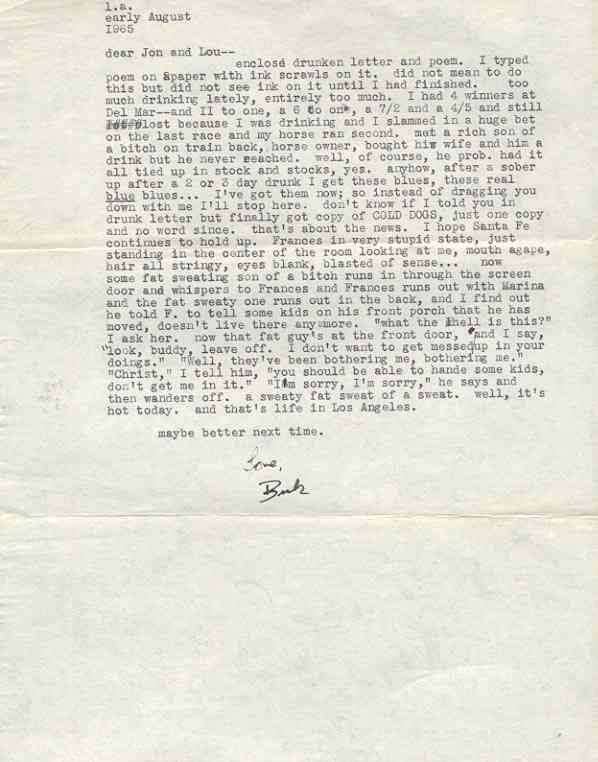 l.a.
early August
I965
dear Jon and Lou--
enclosd drunken letter and poem. I typed
poem on 8paper with ink scrawls on it. did not mean to do
this but did not see ink on it until I had finished. too
much drinking lately, entirely too much. I had 4 winners at
Del Mar--and II to one, a 6 to one, a 7/2 and a 4/5 and still
lost because I was drinking and I slammed in a huge bet
on the last race and my horse ran second. met a rich son of
a bitch on train back, horse owner, bought his wife and him a
drink but he never reached. well, of course, he prob. had it
all tied up in stock and stocks, yes. anyhow, after a sober
up after a 2 or 3 day drunk I get these blues, these real
blue blues... I've got them now; so instead of dragging you
down with me I'll stop here. don't know if I told you in
drunk letter but finally got copy of COLD DOGS, just one copy
and no word since. that's about the news. I hope Santa Fe
continues to hold up. Frances in very stupid state, just
standing in the center of the room looking at me, mouth agape,
hair all stringy, eyes blank, blasted of sense... now
some fat sweating son of a bitch runs in through the screen
door and whispers to Frances and Frances runs out with Marina
and the fat sweaty one runs out in the back, and I find out
he told F. to tell some kids on his front porch that he has
moved, doesn't live there anymore. "what the hell is this?"
I ask her. now that fat guy's at the front door, and I say,
"look, buddy, leave off. I don't want to get messedup in your
doings." "Well, they've been bothering me, bothering me."
"Christ," I tell him, "you should be able to hande some kids,
don't get me in it." "I'm sorry, I'm sorry," he says and
then wanders off. a sweaty fat sweat of a sweat. well, it's
hot today. and that's life in Los Angeles.
maybe better next time.
Love,
Buk